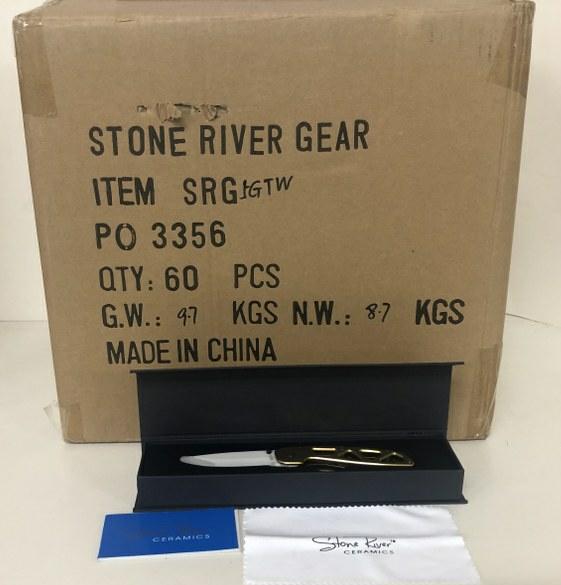 STONE RIVER GEAR
ITEM SRG1GTW
PO 3356
QTY: 60 PCS
G.W.: 9.7 KGS N.W.: 8.7 KGS
MADE IN CHINA
CERAMICS
Stone River™
CERAMICS